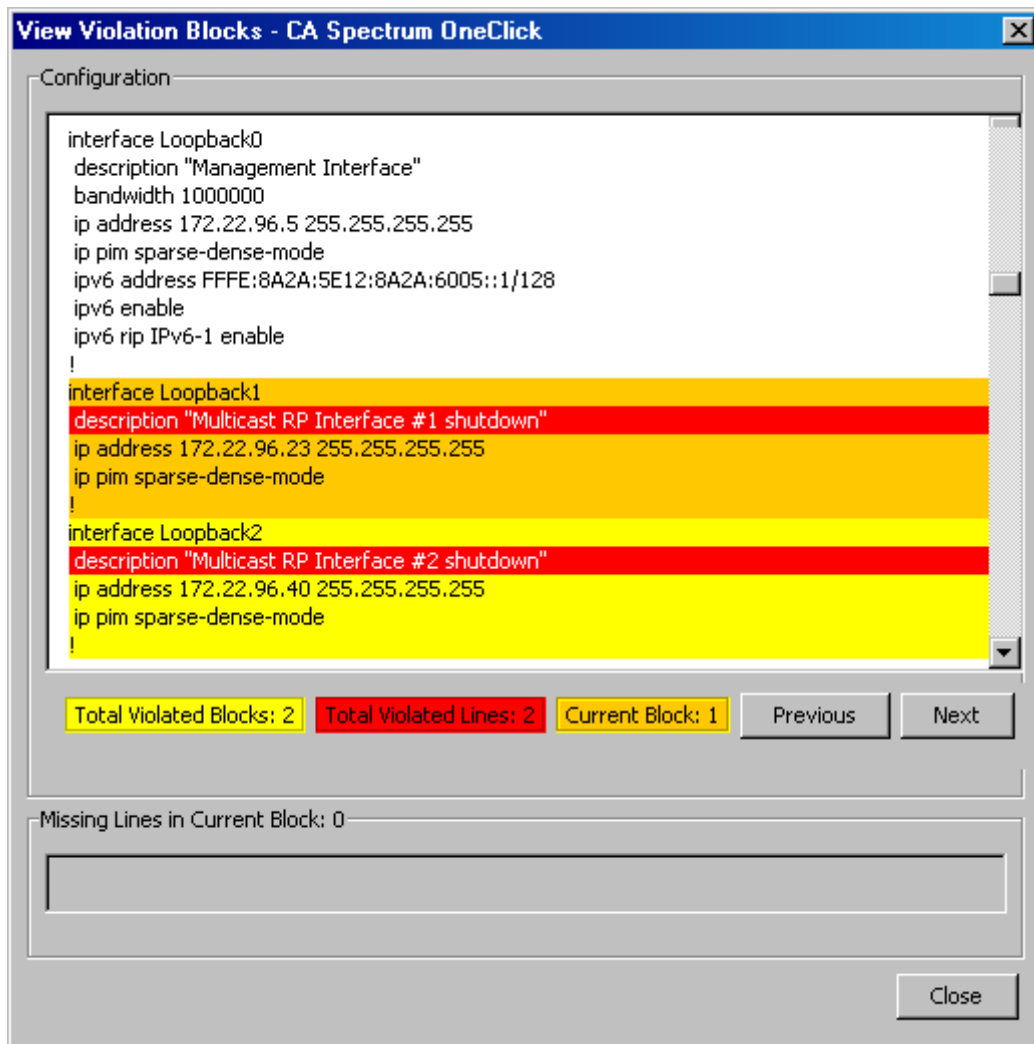 View Violation Blocks - CA Spectrum OneClick
Configuration
interface Loopback0
description "Management Interface"
bandwidth 1000000
ip address 172.22.96.5 255.255.255.255
ip pim sparse-dense-mode
ipv6 address FFFE:8A2A:5E12:8A2A:6005::1/128
ipv6 enable
ipv6 rip IPv6-1 enable
!
interface Loopback1
description "Multicast RP Interface #1 shutdown"
ip address 172.22.96.23 255.255.255.255
ip pim sparse-dense-mode
!
interface Loopback2
description "Multicast RP Interface #2 shutdown"
ip address 172.22.96.40 255.255.255.255
ip pim sparse-dense-mode
!
Total Violated Blocks: 2 Total Violated Lines: 2 Current Block: 1 Previous Next
Missing Lines in Current Block: 0
Close